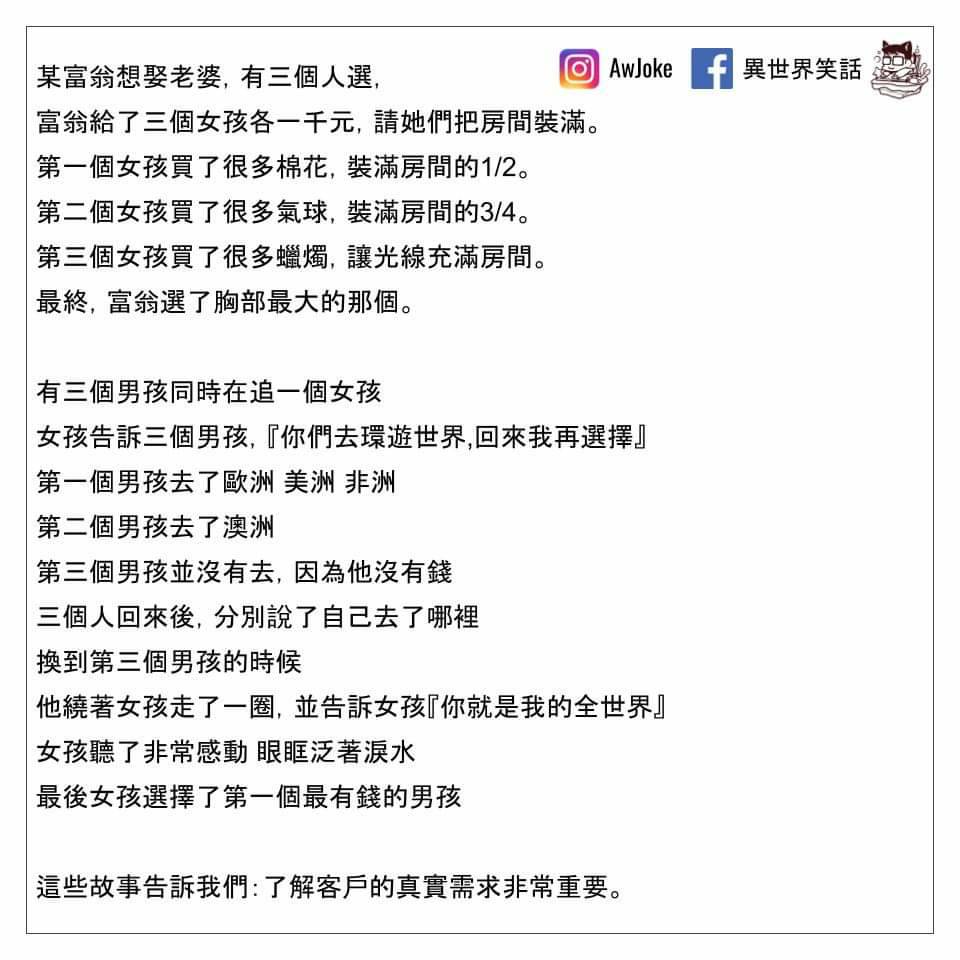 AwJoke 異世界笑話
某富翁想娶老婆, 有三個人選,
富翁給了三個女孩各一千元, 請她們把房間裝滿。
第一個女孩買了很多棉花, 裝滿房間的1/2。
第二個女孩買了很多氣球, 裝滿房間的3/4。
第三個女孩買了很多蠟燭, 讓光線充滿房間。
最終, 富翁選了胸部最大的那個。
有三個男孩同時在追一個女孩
女孩告訴三個男孩,『你們去環遊世界,回來我再選擇』
第一個男孩去了歐洲 美洲 非洲
第二個男孩去了澳洲
第三個男孩並沒有去, 因為他沒有錢
三個人回來後, 分別說了自己去了哪裡
換到第三個男孩的時候
他繞著女孩走了一圈, 並告訴女孩『你就是我的全世界』
女孩聽了非常感動 眼眶泛著淚水
最後女孩選擇了第一個最有錢的男孩
這些故事告訴我們:了解客戶的真實需求非常重要。